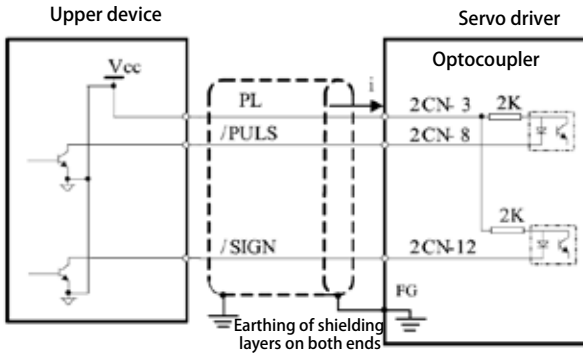 Upper device
Servo driver
Vcc
Optocoupler
i
PL
2CN-3
2K
/PULS
2CN-8
2K
/SIGN
2CN-12
FG
Earthing of shielding
layers on both ends